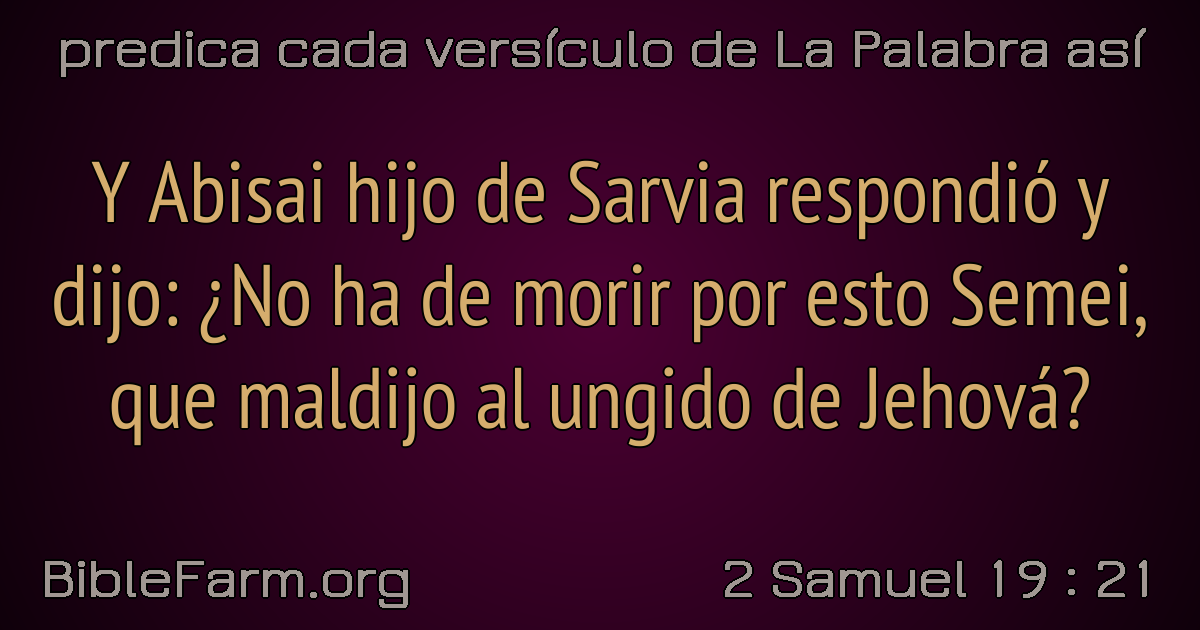 predica cada versículo de La Palabra así
Y Abisai hijo de Sarvia respondió y
dijo: ¿No ha de morir por esto Semei,
que maldijo al ungido de Jehová?
BibleFarm.org
2 Samuel 19 : 21